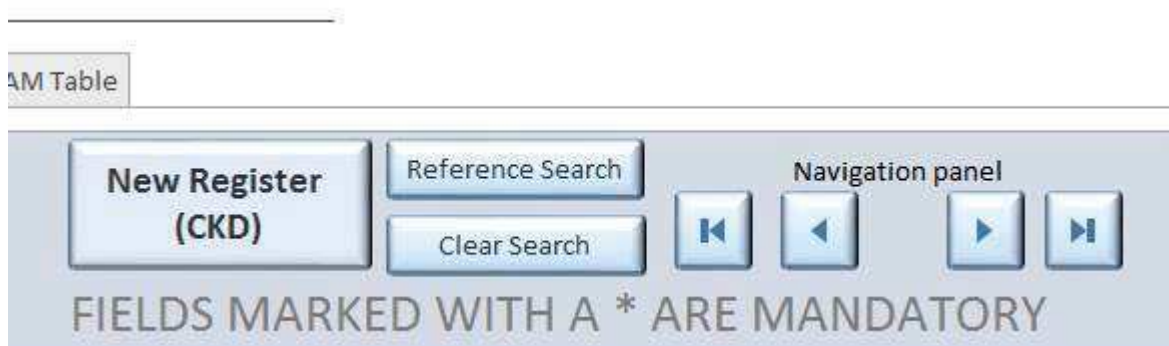 AM Table
New Register
(CKD)
Reference Search
Clear Search
Navigation panel
FIELDS MARKED WITH A * ARE MANDATORY